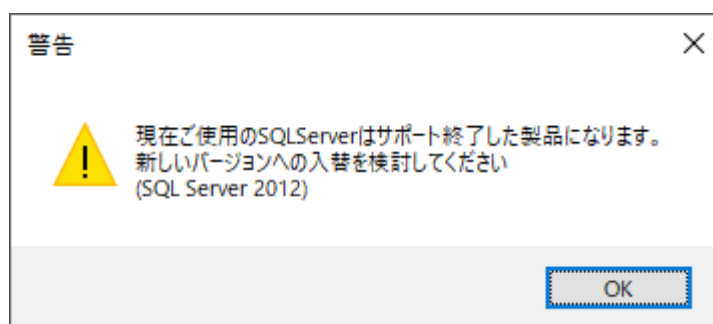 警告
現在ご使用のSQLServerはサポート終了した製品になります。
新しいバージョンへの入替を検討してください
(SQL Server 2012)
OK